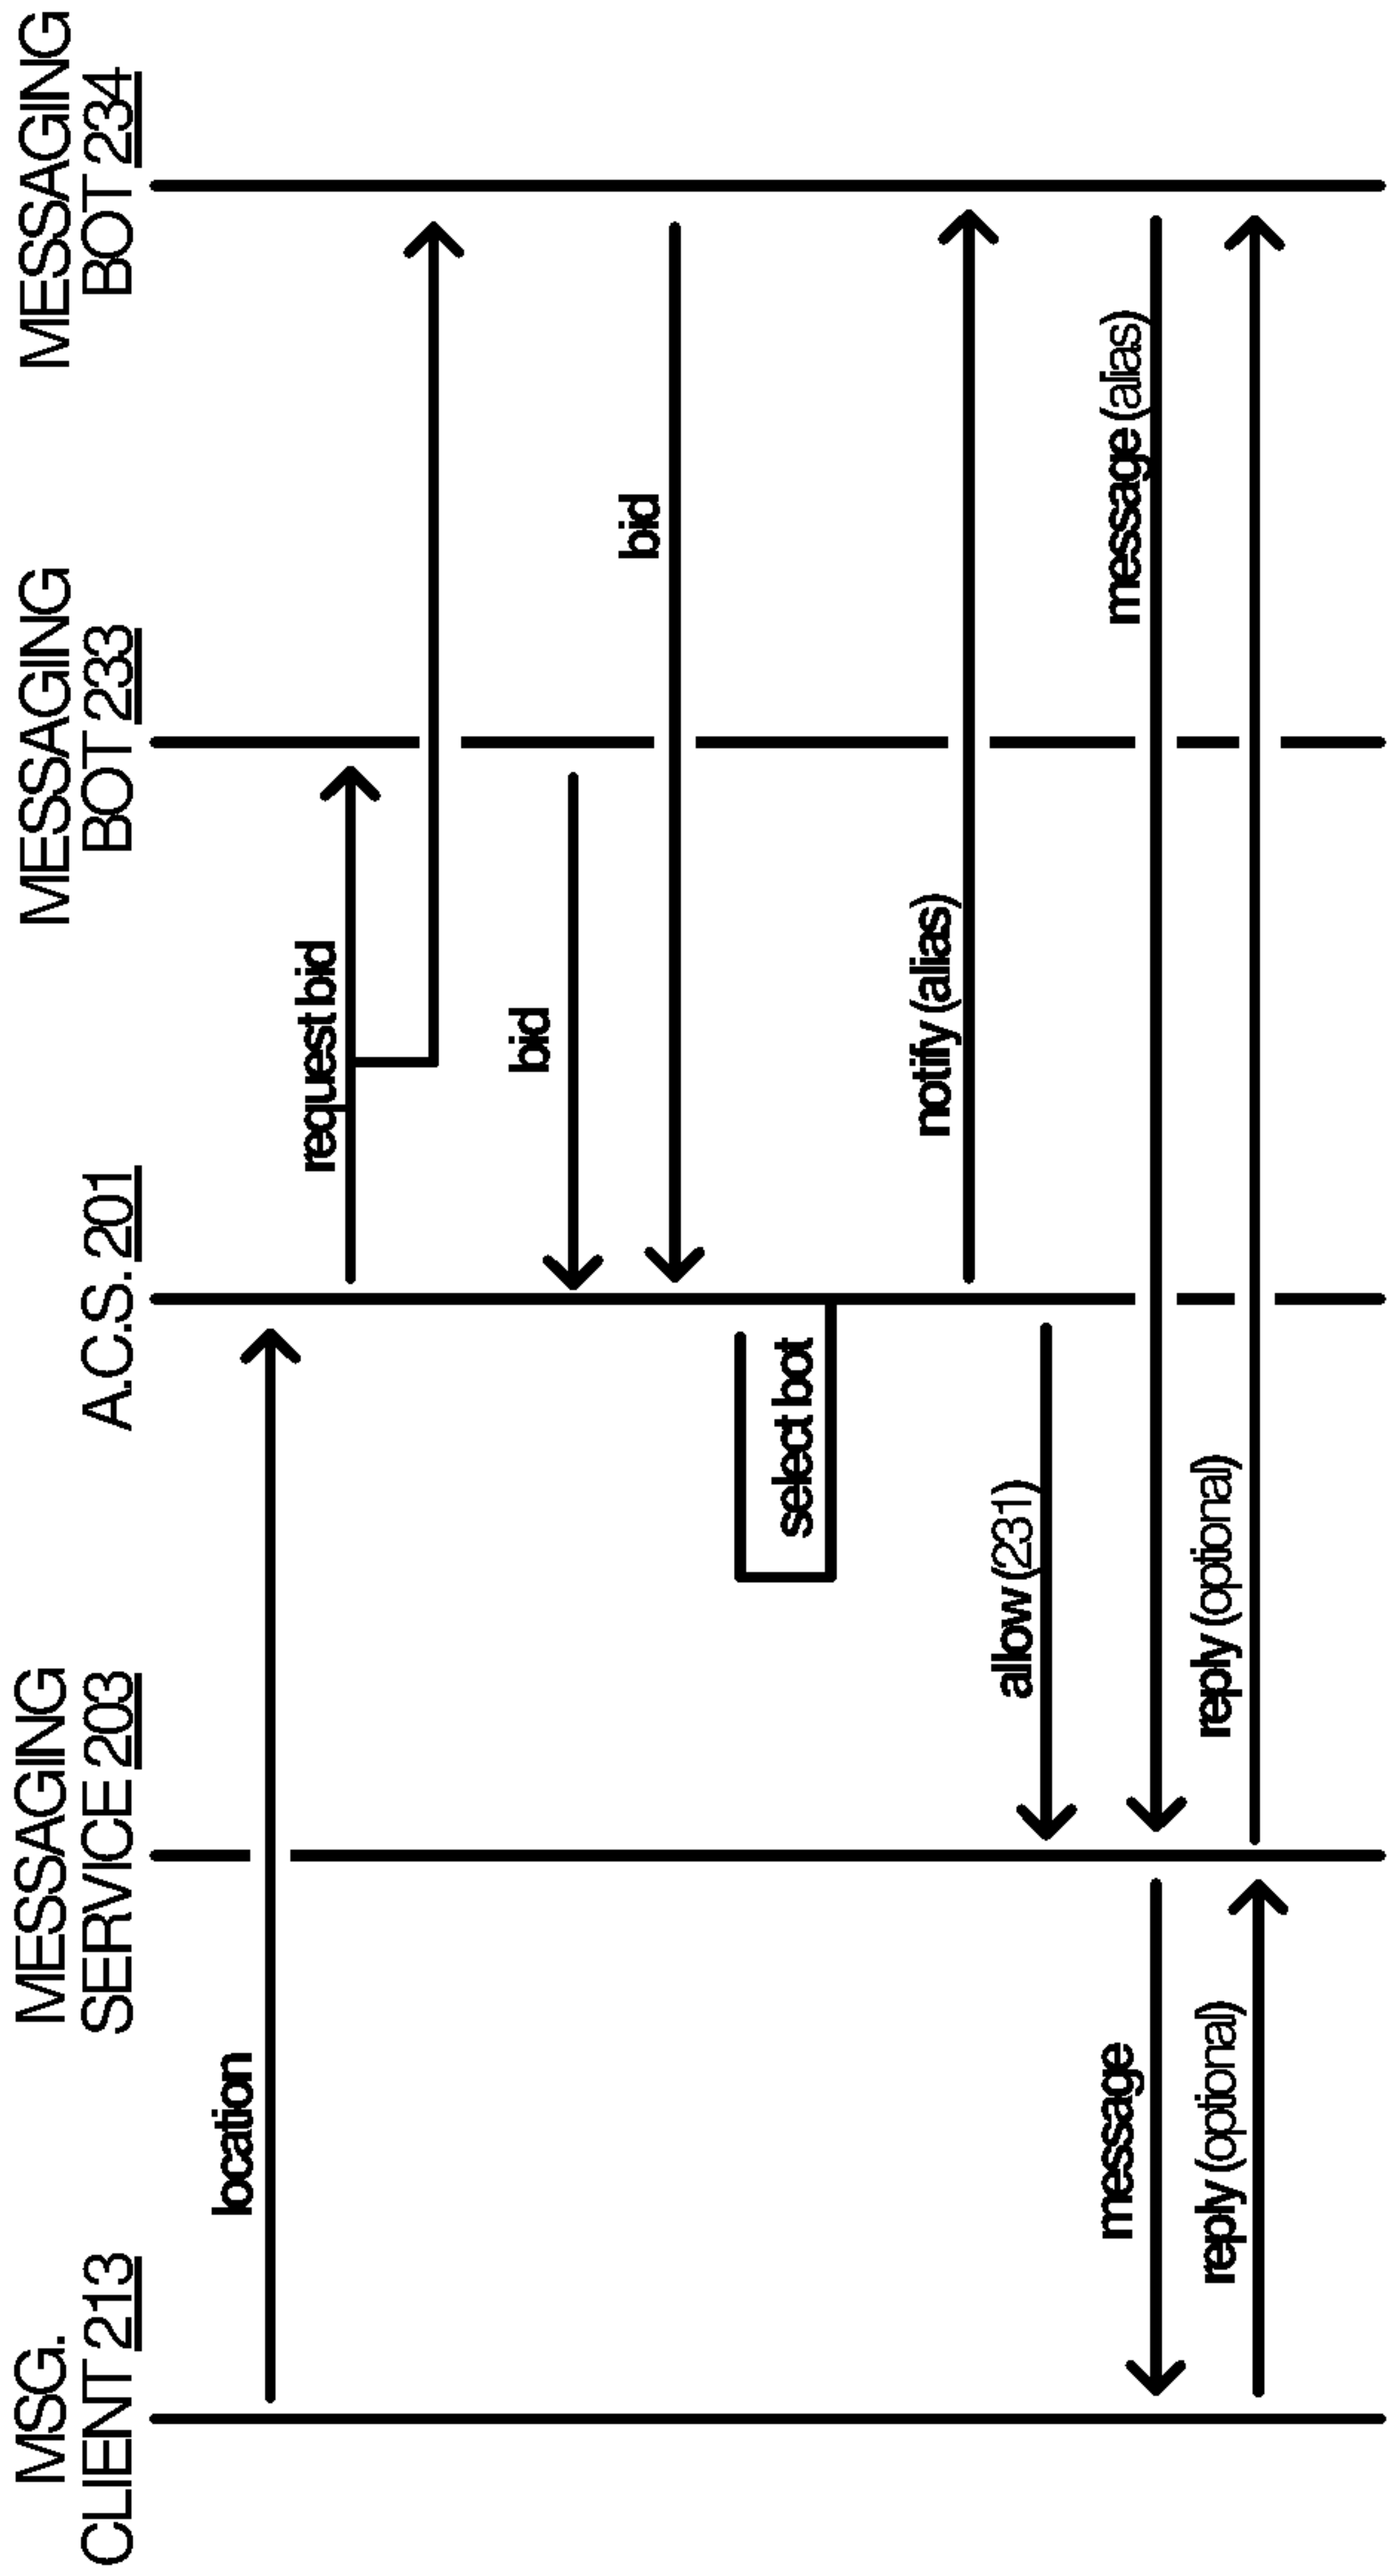 MSG.
CLIENT 213
MESSAGING
SERVICE 203
A.C.S. 201
MESSAGING
BOT 233
MESSAGING
BOT 234
location
request bid
bid
bid
select bot
notify (alias)
allow (231)
message
message (alias)
reply (optional)
reply (optional)